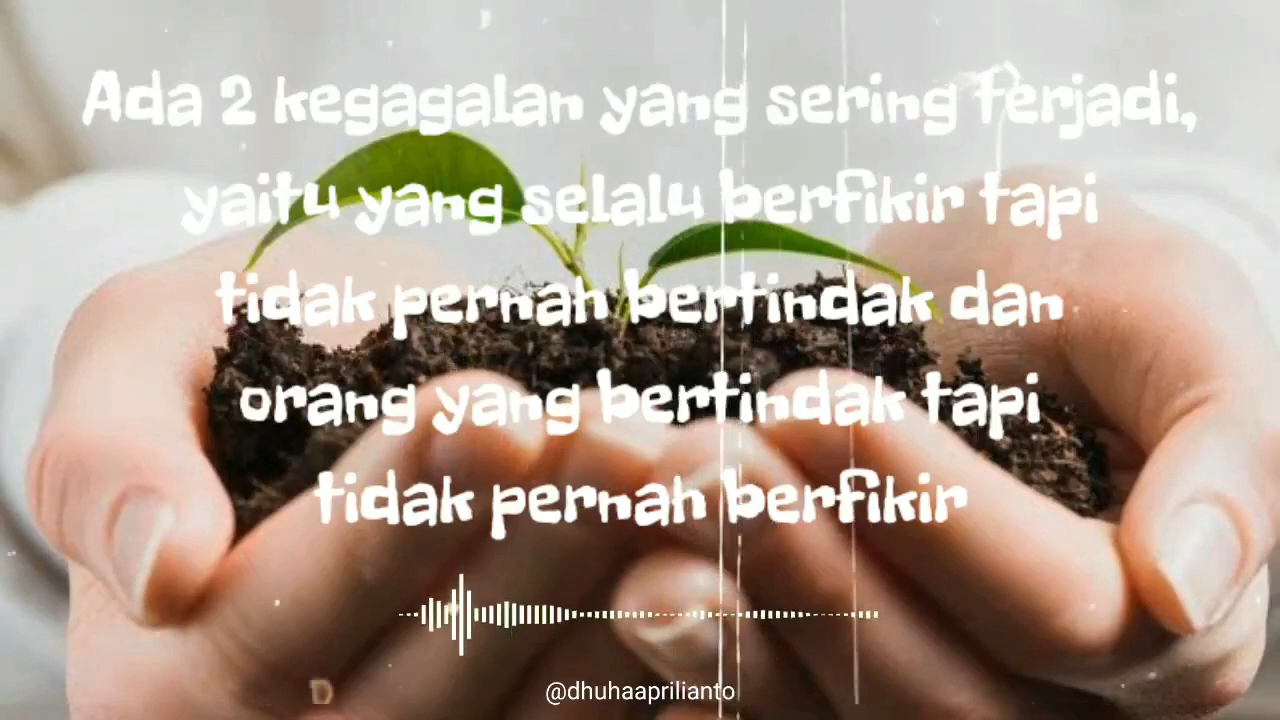 Ada 2 kegagalan yang sering terjadi,
yaitu yang selalu berfikir tapi
tidak pernah bertindak dan
orang yang bertindak tapi
tidak pernah berfikir
D
@dhuhaaprilianto